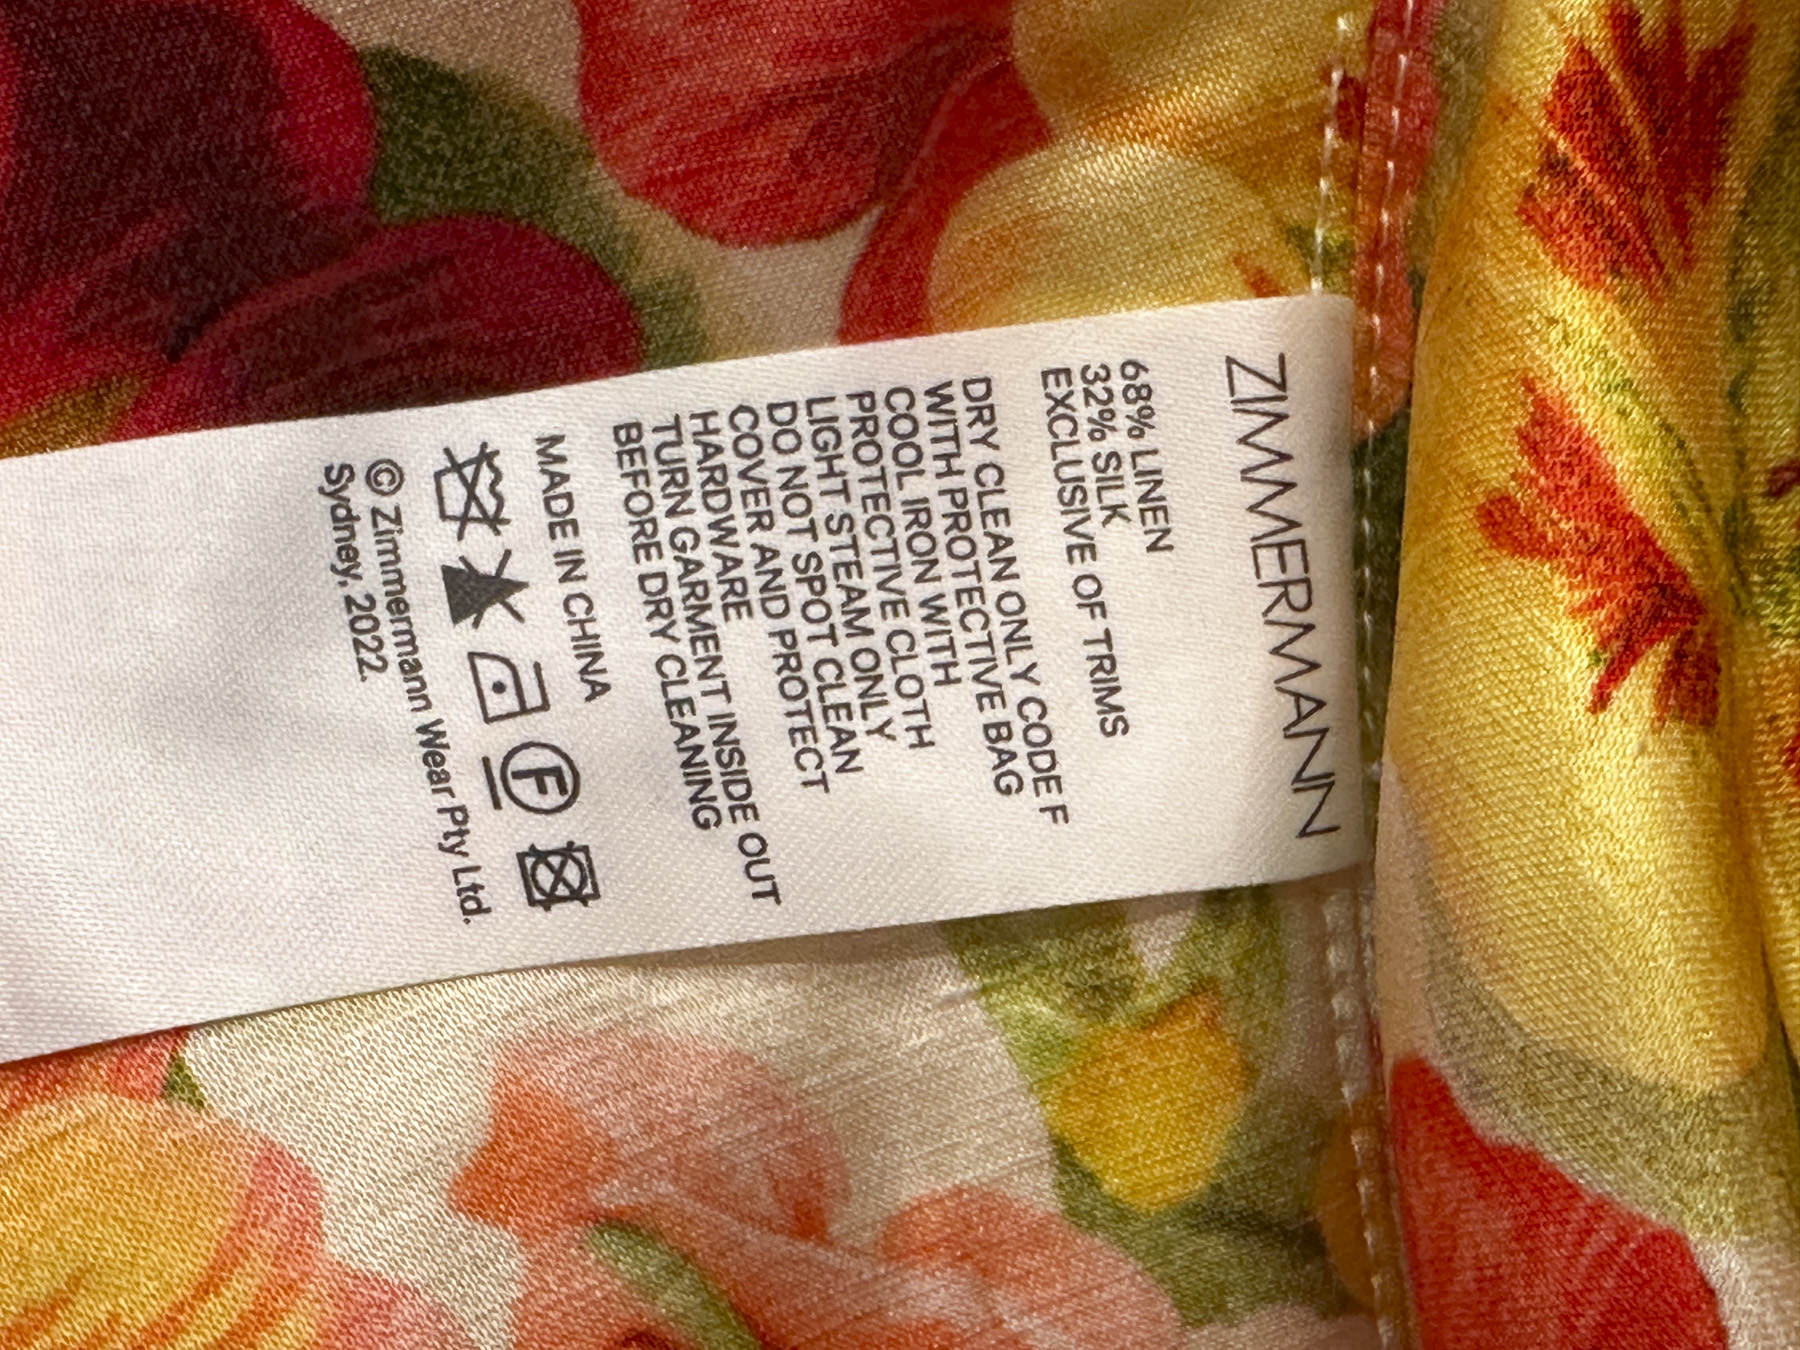 ZIMMERMANN
68% LINEN
32% SILK
EXCLUSIVE OF TRIMS
DRY CLEAN ONLY CODE F
WITH PROTECTIVE BAG
COOL IRON WITH
PROTECTIVE CLOTH
LIGHT STEAM ONLY
DO NOT SPOT CLEAN
COVER AND PROTECT
HARDWARE
TURN GARMENT INSIDE OUT
BEFORE DRY CLEANING
MADE IN CHINA
F
© Zimmermann Wear Pty Ltd.
Sydney, 2022.